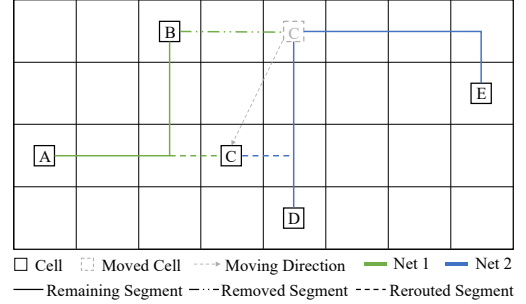 B
C
E
A
C
D
Cell Moved Cell Moving Direction Net 1 Net 2
Remaining Segment Removed Segment Rerouted Segment